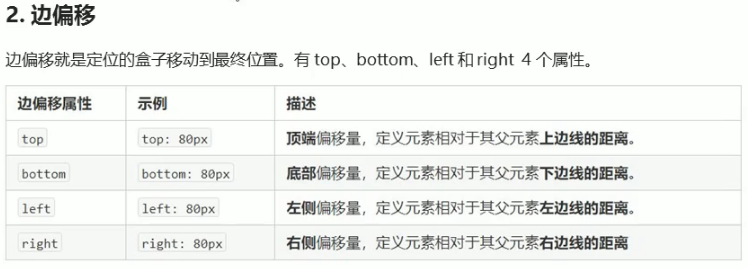 2. 边偏移
边偏移就是定位的盒子移动到最终位置。有 top、bottom、left 和 right 4 个属性。
边偏移属性 示例 描述
top top: 80px 顶端偏移量，定义元素相对于其父元素上边线的距离。
bottom bottom: 80px 底部偏移量，定义元素相对于其父元素下边线的距离。
left left: 80px 左侧偏移量，定义元素相对于其父元素左边线的距离。
right right: 80px 右侧偏移量，定义元素相对于其父元素右边线的距离